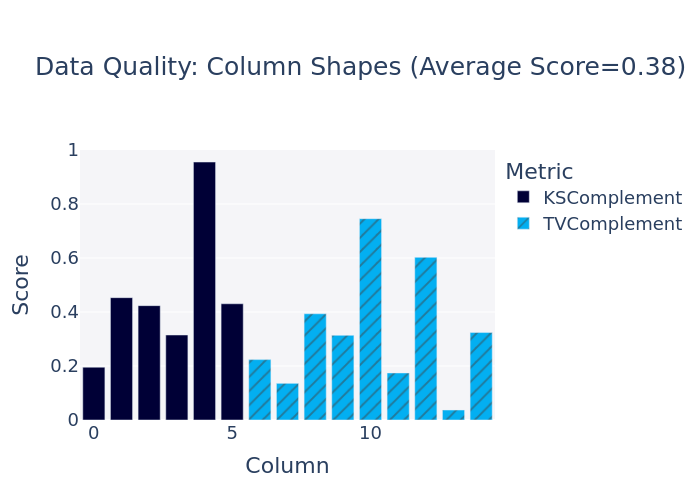 Data Quality: Column Shapes (Average Score=0.38)
1
0.8
0.6
0.4
0.2
0
Score
0 5 10
Column
Metric
KSComplement
TVComplement